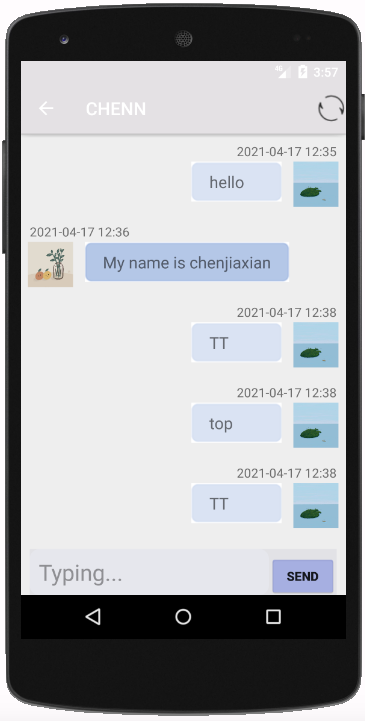 4G 3:57
CHENN
2021-04-17 12:35
hello
2021-04-17 12:36
My name is chenjiaxian
2021-04-17 12:38
TT
2021-04-17 12:38
top
2021-04-17 12:38
TT
Typing...
SEND